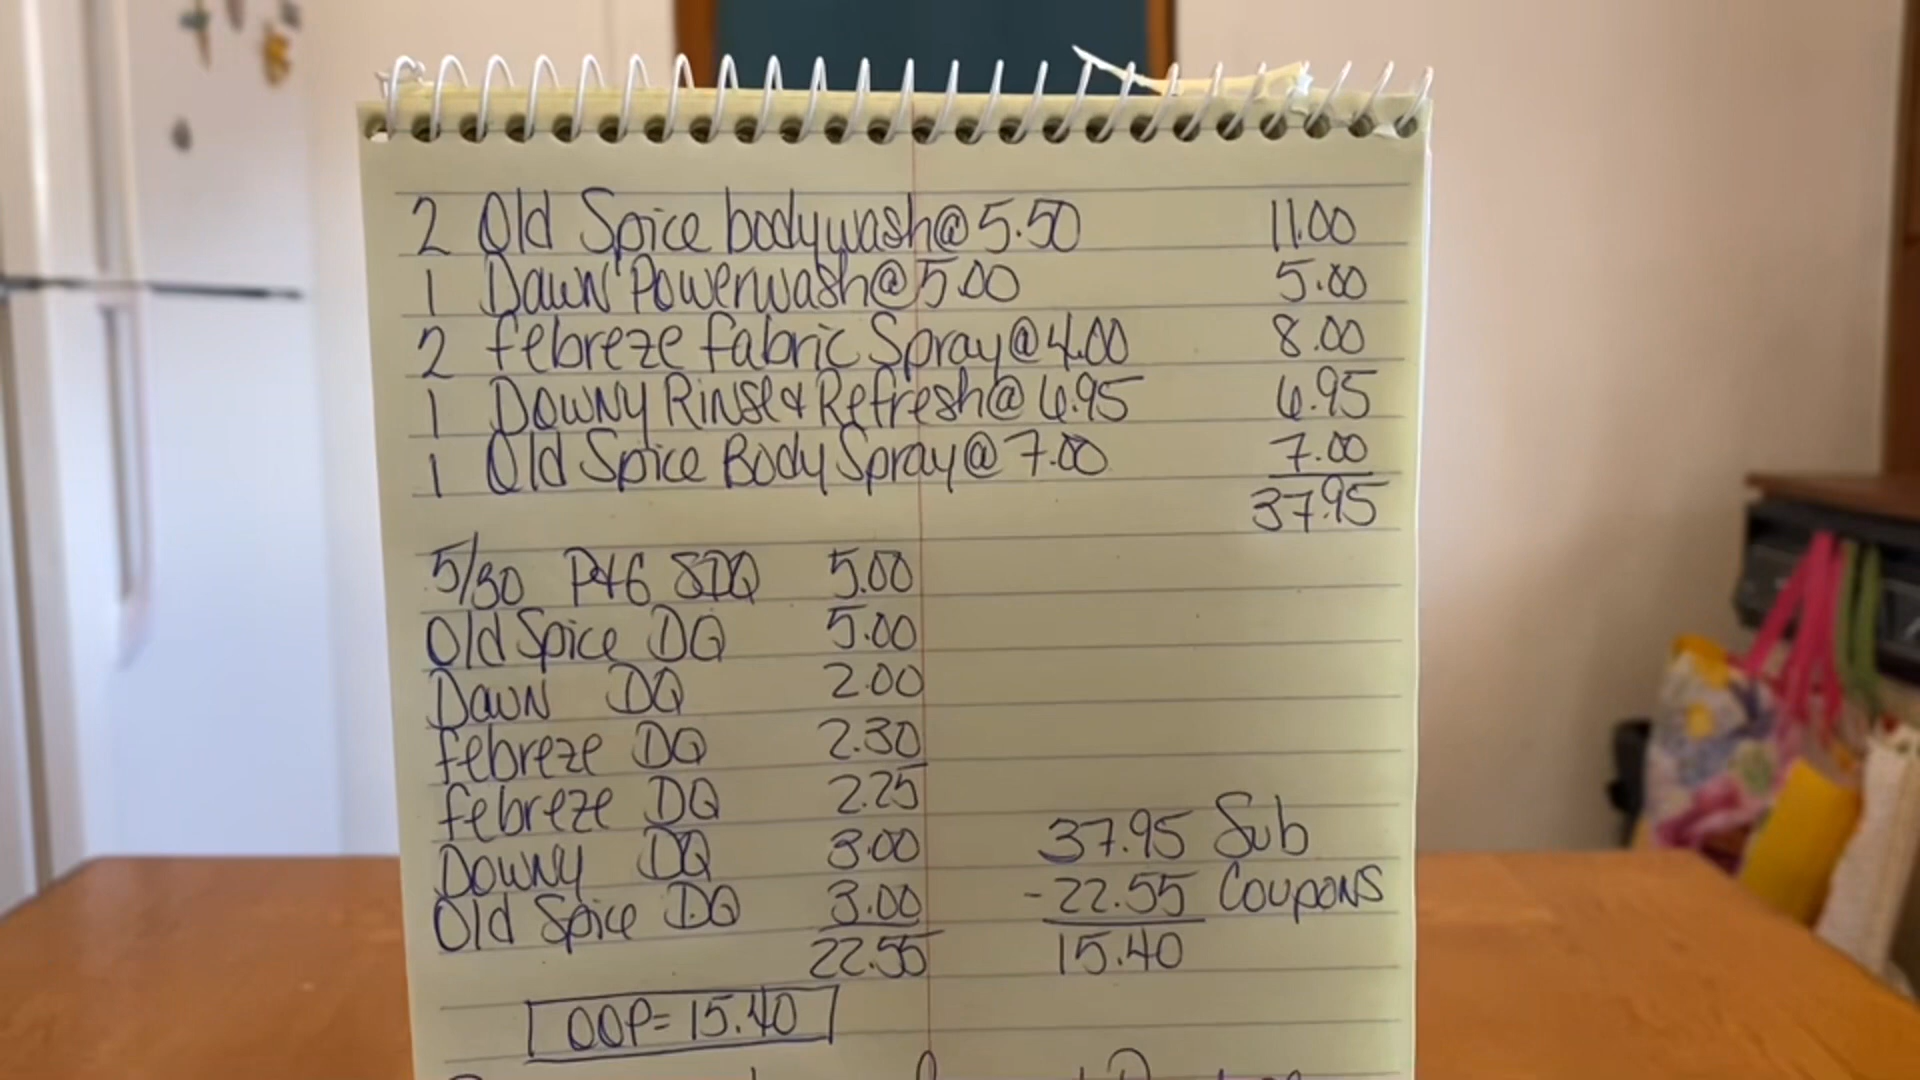 2 Old Spice bodywash@5.50 11.00
1 Dawn Powerwash@5.00 5.00
2 febreze fabric Spray@4.00 8.00
1 Downy Rinse & Refresh@6.95 6.95
1 Old Spice Body Spray@7.00 7.00
37.95
5/30 P+G SDQ 5.00
Old Spice DQ 5.00
Dawn DQ 2.00
febreze DQ 2.30
febreze DQ 2.25
Downy DQ 3.00
Old Spice DQ 3.00
22.55
37.95 Sub
-22.55 Coupons
15.40
OOP=15.40